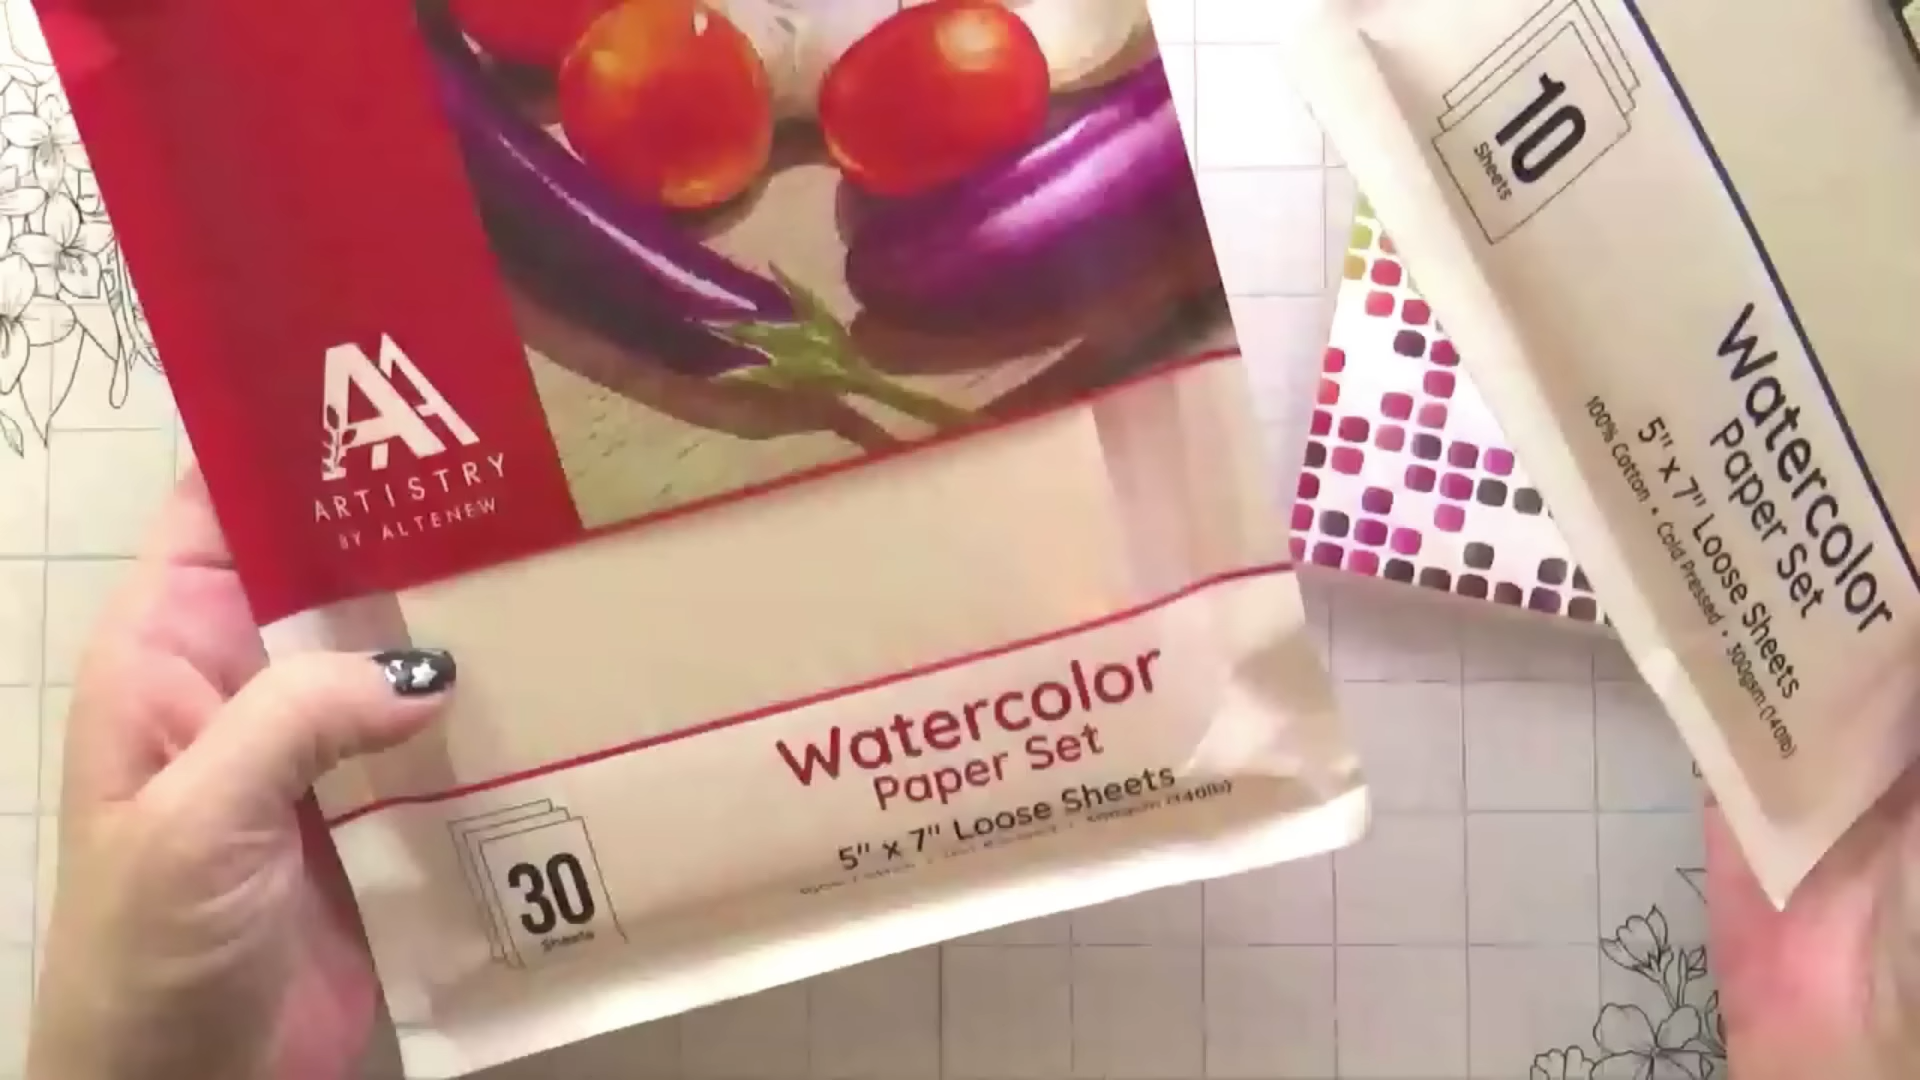 ARTISTRY
BY ALTENEW
Watercolor
Paper Set
5" x 7" Loose Sheets
(140lb)
30
Sheets
10
Sheets
Watercolor
Paper Set
5" x 7" Loose Sheets
100% Cotton • Cold Pressed • 300gsm (140lb)